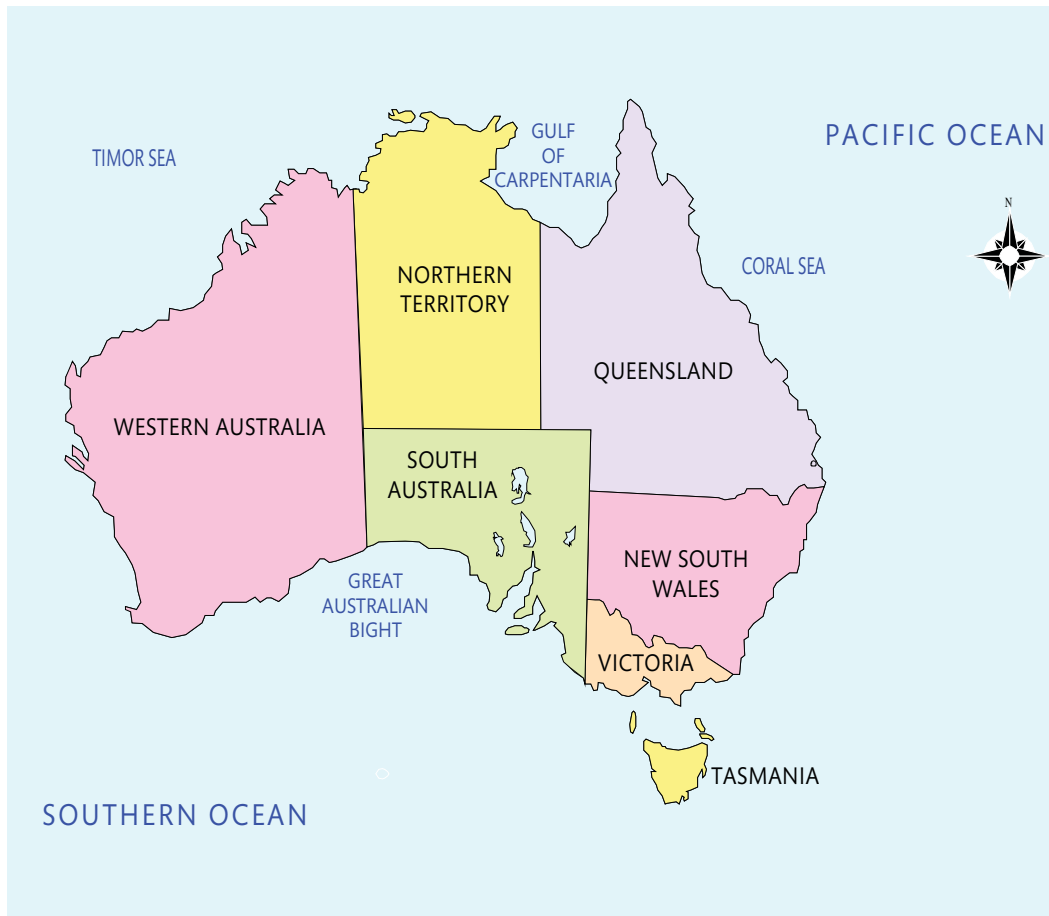 PACIFIC OCEAN
TIMOR SEA
GULF
OF
CARPENTARIA
N
CORAL SEA
NORTHERN
TERRITORY
QUEENSLAND
WESTERN AUSTRALIA
SOUTH
AUSTRALIA
NEW SOUTH
WALES
GREAT
AUSTRALIAN
BIGHT
VICTORIA
TASMANIA
SOUTHERN OCEAN